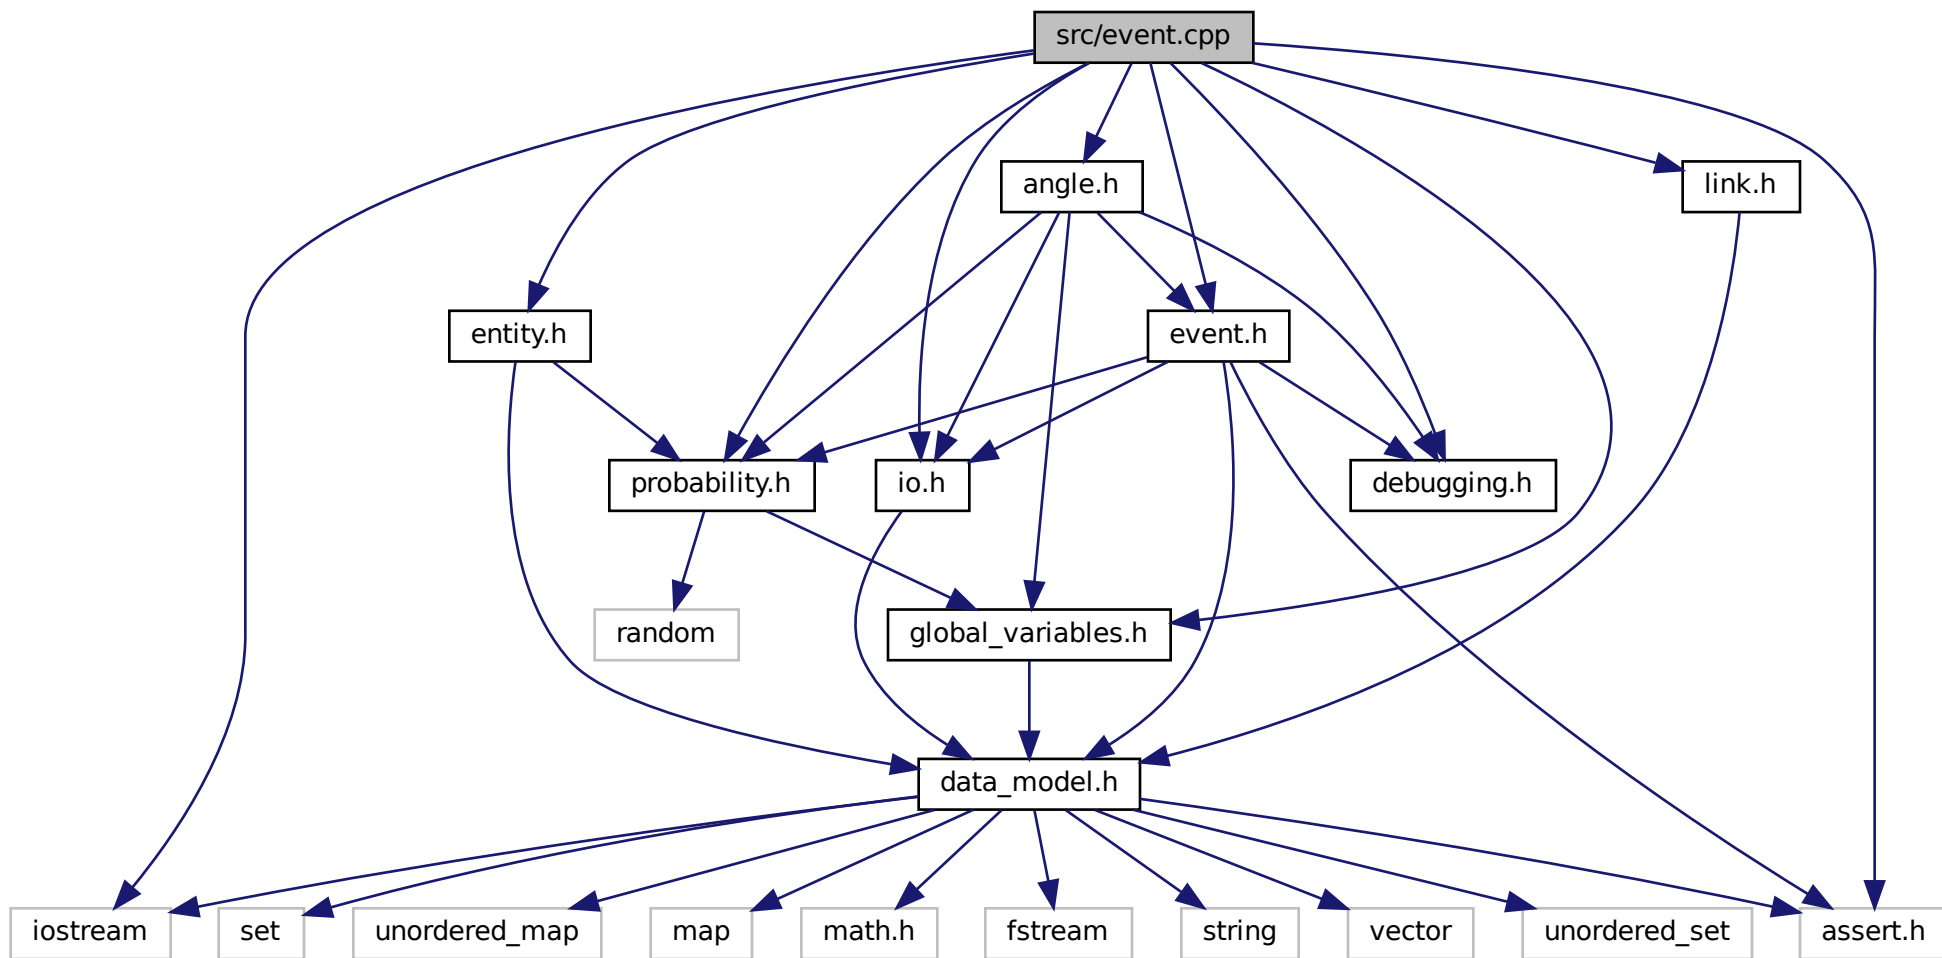 src/event.cpp
angle.h
link.h
entity.h
event.h
probability.h
io.h
debugging.h
random
global_variables.h
data_model.h
iostream
set
unordered_map
map
math.h
fstream
string
vector
unordered_set
assert.h